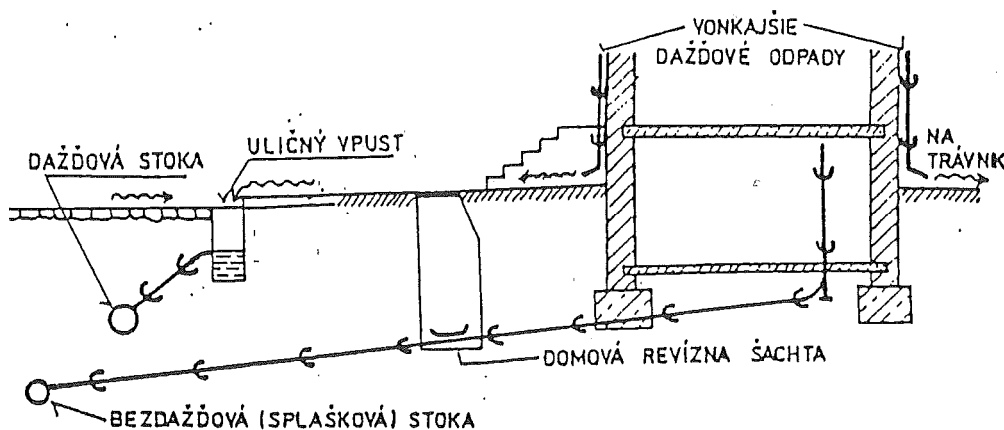 VONKAJŠIE
DAŽĎOVÉ ODPADY
ULIČNÝ VPUST
DAŽĎOVÁ STOKA
NA
TRÁVNIK
DOMOVÁ REVÍZNA ŠACHTA
BEZDAŽĎOVÁ (SPLAŠKOVÁ) STOKA